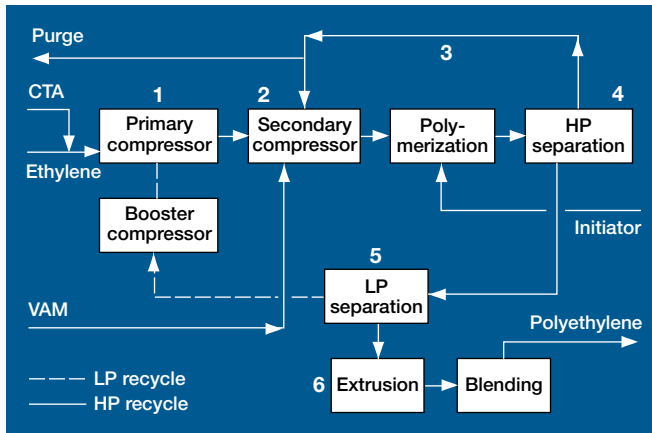 Purge
3
CTA
1
2
4
Primary
compressor
Secondary
compressor
Poly-
merization
HP
separation
Ethylene
Booster
compressor
Initiator
5
LP
separation
VAM
Polyethylene
LP recycle
HP recycle
6
Extrusion
Blending